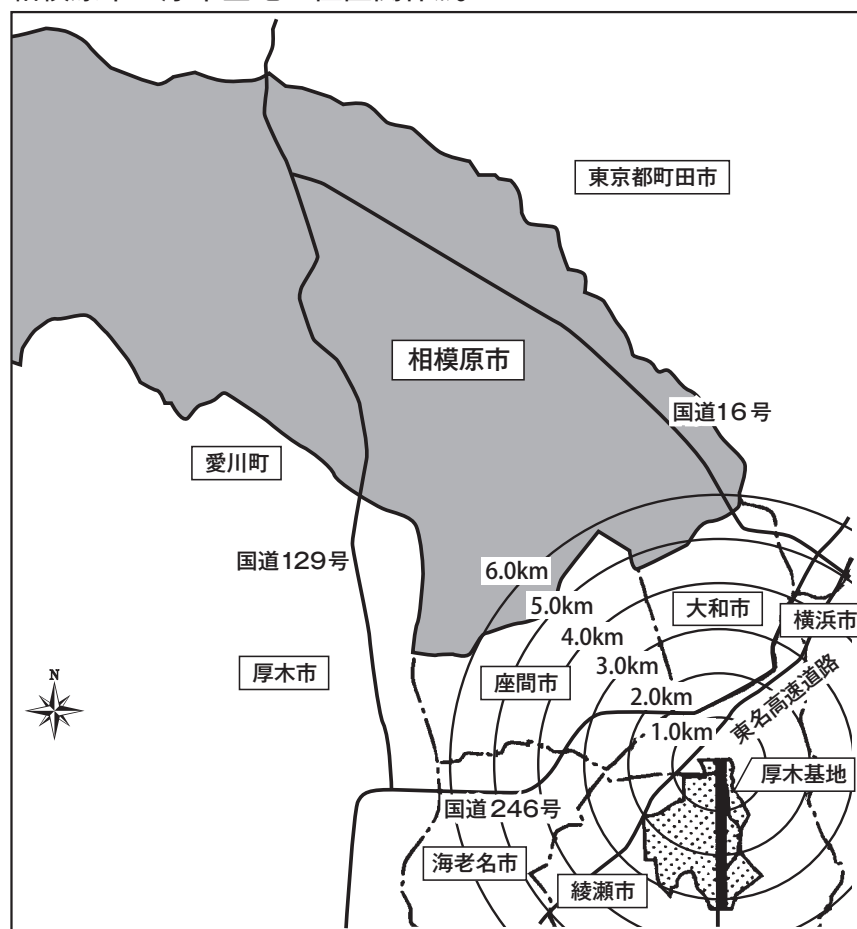 東京都町田市
相模原市
国道16号
愛川町
国道129号
6.0km
5.0km
大和市
横浜市
4.0km
厚木市
座間市
3.0km
東名高速道路
2.0km
1.0km
N
厚木基地
国道246号
海老名市
綾瀬市